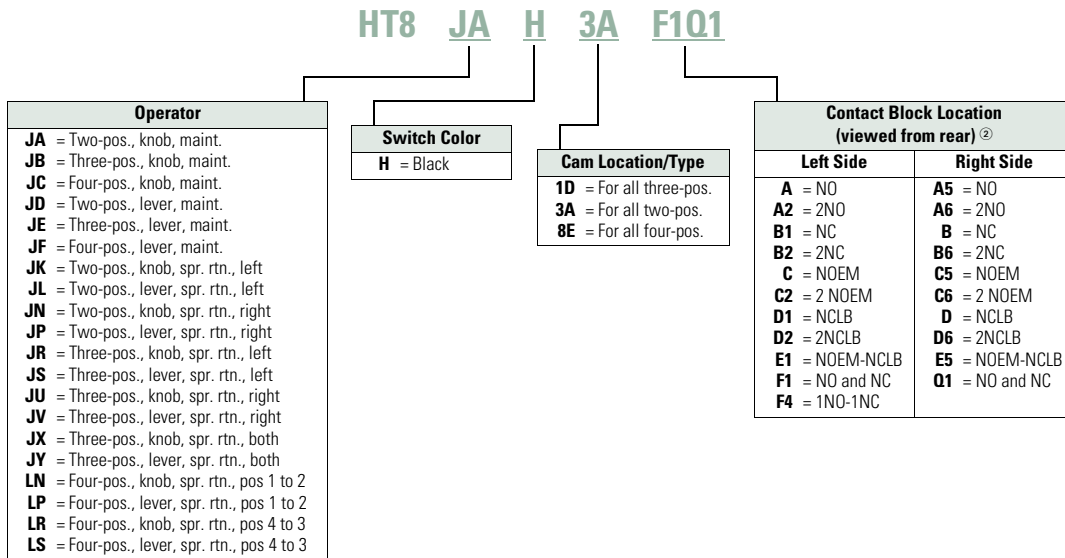 HT8 JA H 3A F1Q1
Operator
JA = Two-pos., knob, maint.
JB = Three-pos., knob, maint.
JC = Four-pos., knob, maint.
JD = Two-pos., lever, maint.
JE = Three-pos., lever, maint.
JF = Four-pos., lever, maint.
JK = Two-pos., knob, spr. rtn., left
JL = Two-pos., lever, spr. rtn., left
JN = Two-pos., knob, spr. rtn., right
JP = Two-pos., lever, spr. rtn., right
JR = Three-pos., knob, spr. rtn., left
JS = Three-pos., lever, spr. rtn., left
JU = Three-pos., knob, spr. rtn., right
JV = Three-pos., lever, spr. rtn., right
JX = Three-pos., knob, spr. rtn., both
JY = Three-pos., lever, spr. rtn., both
LN = Four-pos., knob, spr. rtn., pos 1 to 2
LP = Four-pos., lever, spr. rtn., pos 1 to 2
LR = Four-pos., knob, spr. rtn., pos 4 to 3
LS = Four-pos., lever, spr. rtn., pos 4 to 3
Switch Color
H = Black
Cam Location/Type
1D = For all three-pos.
3A = For all two-pos.
8E = For all four-pos.
Contact Block Location
(viewed from rear) ②
Left Side
A = NO
A2 = 2NO
B1 = NC
B2 = 2NC
C = NOEM
C2 = 2 NOEM
D1 = NCLB
D2 = 2NCLB
E1 = NOEM-NCLB
F1 = NO and NC
F4 = 1NO-1NC
Right Side
A5 = NO
A6 = 2NO
B = NC
B6 = 2NC
C5 = NOEM
C6 = 2 NOEM
D = NCLB
D6 = 2NCLB
E5 = NOEM-NCLB
Q1 = NO and NC